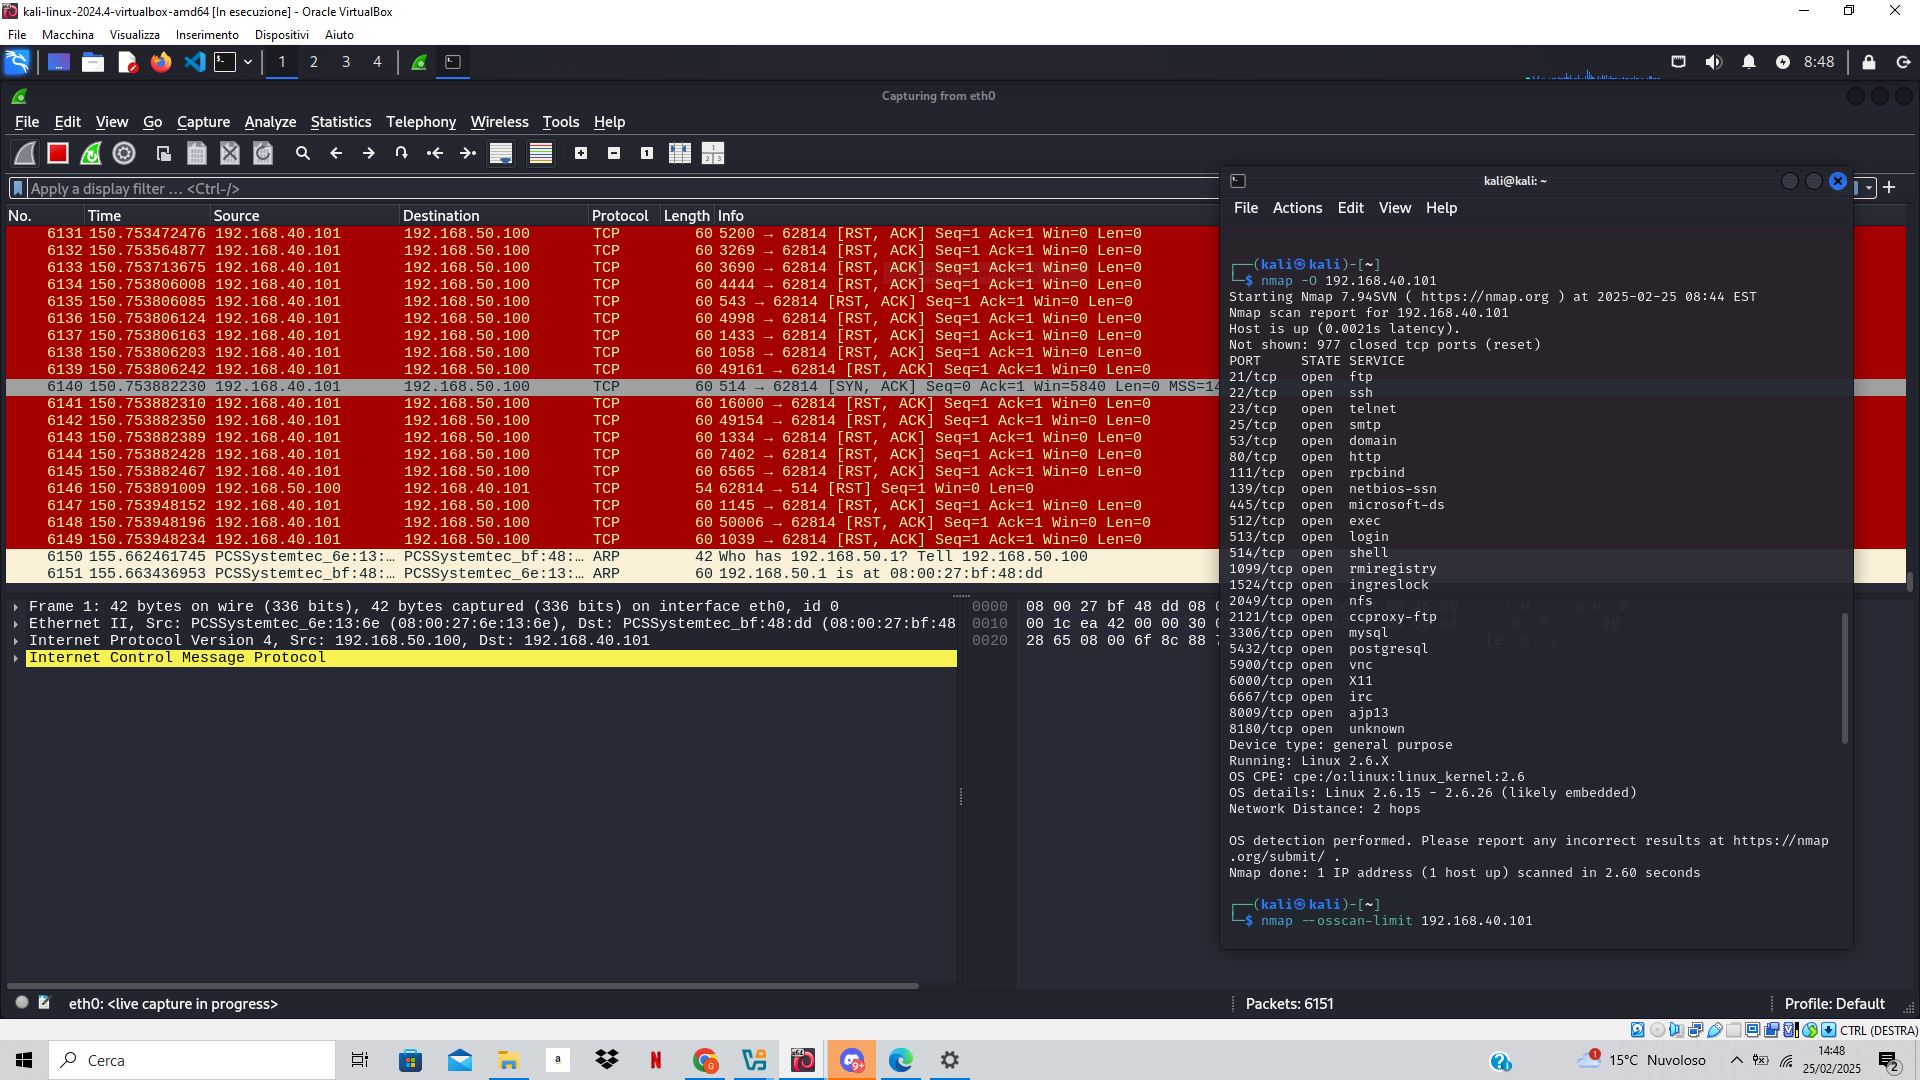 kali-linux-2024.4-virtualbox-amd64 [In esecuzione] - Oracle VirtualBox
File Macchina Visualizza Inserimento Dispositivi Aiuto
1 2 3 4
8:48
Capturing from eth0
File Edit View Go Capture Analyze Statistics Telephony Wireless Tools Help
Apply a display filter … <Ctrl-/>
No. Time Source Destination Protocol Length Info
6131 150.753472476 192.168.40.101 192.168.50.100 TCP 60 5200 → 62814 [RST, ACK] Seq=1 Ack=1 Win=0 Len=0
6132 150.753564877 192.168.40.101 192.168.50.100 TCP 60 3269 → 62814 [RST, ACK] Seq=1 Ack=1 Win=0 Len=0
6133 150.753713675 192.168.40.101 192.168.50.100 TCP 60 3690 → 62814 [RST, ACK] Seq=1 Ack=1 Win=0 Len=0
6134 150.753806008 192.168.40.101 192.168.50.100 TCP 60 4444 → 62814 [RST, ACK] Seq=1 Ack=1 Win=0 Len=0
6135 150.753806085 192.168.40.101 192.168.50.100 TCP 60 543 → 62814 [RST, ACK] Seq=1 Ack=1 Win=0 Len=0
6136 150.753806124 192.168.40.101 192.168.50.100 TCP 60 4998 → 62814 [RST, ACK] Seq=1 Ack=1 Win=0 Len=0
6137 150.753806163 192.168.40.101 192.168.50.100 TCP 60 1433 → 62814 [RST, ACK] Seq=1 Ack=1 Win=0 Len=0
6138 150.753806203 192.168.40.101 192.168.50.100 TCP 60 1058 → 62814 [RST, ACK] Seq=1 Ack=1 Win=0 Len=0
6139 150.753806242 192.168.40.101 192.168.50.100 TCP 60 49161 → 62814 [RST, ACK] Seq=1 Ack=1 Win=0 Len=0
6140 150.753882230 192.168.40.101 192.168.50.100 TCP 60 514 → 62814 [SYN, ACK] Seq=0 Ack=1 Win=5840 Len=0 MSS=14
6141 150.753882310 192.168.40.101 192.168.50.100 TCP 60 16000 → 62814 [RST, ACK] Seq=1 Ack=1 Win=0 Len=0
6142 150.753882350 192.168.40.101 192.168.50.100 TCP 60 49154 → 62814 [RST, ACK] Seq=1 Ack=1 Win=0 Len=0
6143 150.753882389 192.168.40.101 192.168.50.100 TCP 60 1334 → 62814 [RST, ACK] Seq=1 Ack=1 Win=0 Len=0
6144 150.753882428 192.168.40.101 192.168.50.100 TCP 60 7402 → 62814 [RST, ACK] Seq=1 Ack=1 Win=0 Len=0
6145 150.753882467 192.168.40.101 192.168.50.100 TCP 60 6565 → 62814 [RST, ACK] Seq=1 Ack=1 Win=0 Len=0
6146 150.753891009 192.168.50.100 192.168.40.101 TCP 54 62814 → 514 [RST] Seq=1 Win=0 Len=0
6147 150.753948152 192.168.40.101 192.168.50.100 TCP 60 1145 → 62814 [RST, ACK] Seq=1 Ack=1 Win=0 Len=0
6148 150.753948196 192.168.40.101 192.168.50.100 TCP 60 50006 → 62814 [RST, ACK] Seq=1 Ack=1 Win=0 Len=0
6149 150.753948234 192.168.40.101 192.168.50.100 TCP 60 1039 → 62814 [RST, ACK] Seq=1 Ack=1 Win=0 Len=0
6150 155.662461745 PCSSystemtec_6e:13:… PCSSystemtec_bf:48:… ARP 42 Who has 192.168.50.1? Tell 192.168.50.100
6151 155.663436953 PCSSystemtec_bf:48:… PCSSystemtec_6e:13:… ARP 60 192.168.50.1 is at 08:00:27:bf:48:dd
Frame 1: 42 bytes on wire (336 bits), 42 bytes captured (336 bits) on interface eth0, id 0
Ethernet II, Src: PCSSystemtec_6e:13:6e (08:00:27:6e:13:6e), Dst: PCSSystemtec_bf:48:dd (08:00:27:bf:48
Internet Protocol Version 4, Src: 192.168.50.100, Dst: 192.168.40.101
Internet Control Message Protocol
0000 08 00 27 bf 48 dd 08 0
0010 00 1c ea 42 00 00 30 0
0020 28 65 08 00 6f 8c 88 7
kali@kali: ~
File Actions Edit View Help
(kali㉿kali)-[~]
$ nmap -O 192.168.40.101
Starting Nmap 7.94SVN ( https://nmap.org ) at 2025-02-25 08:44 EST
Nmap scan report for 192.168.40.101
Host is up (0.0021s latency).
Not shown: 977 closed tcp ports (reset)
PORT STATE SERVICE
21/tcp open ftp
22/tcp open ssh
23/tcp open telnet
25/tcp open smtp
53/tcp open domain
80/tcp open http
111/tcp open rpcbind
139/tcp open netbios-ssn
445/tcp open microsoft-ds
512/tcp open exec
513/tcp open login
514/tcp open shell
1099/tcp open rmiregistry
1524/tcp open ingreslock
2049/tcp open nfs
2121/tcp open ccproxy-ftp
3306/tcp open mysql
5432/tcp open postgresql
5900/tcp open vnc
6000/tcp open X11
6667/tcp open irc
8009/tcp open ajp13
8180/tcp open unknown
Device type: general purpose
Running: Linux 2.6.X
OS CPE: cpe:/o:linux:linux_kernel:2.6
OS details: Linux 2.6.15 - 2.6.26 (likely embedded)
Network Distance: 2 hops
OS detection performed. Please report any incorrect results at https://nmap
.org/submit/ .
Nmap done: 1 IP address (1 host up) scanned in 2.60 seconds
(kali㉿kali)-[~]
$ nmap --osscan-limit 192.168.40.101
eth0: <live capture in progress>
Packets: 6151
Profile: Default
CTRL (DESTRA)
Cerca
15°C Nuvoloso
14:48
25/02/2025